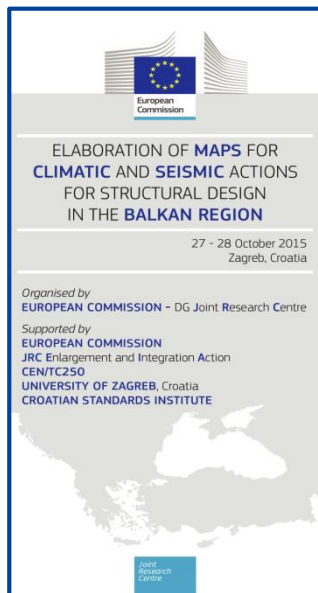 European
Commission
ELABORATION OF MAPS FOR
CLIMATIC AND SEISMIC ACTIONS
FOR STRUCTURAL DESIGN
IN THE BALKAN REGION
27 - 28 October 2015
Zagreb, Croatia
Organised by
EUROPEAN COMMISSION - DG Joint Research Centre
Supported by
EUROPEAN COMMISSION
JRC Enlargement and Integration Action
CEN/TC250
UNIVERSITY OF ZAGREB, Croatia
CROATIAN STANDARDS INSTITUTE
Joint
Research
Centre